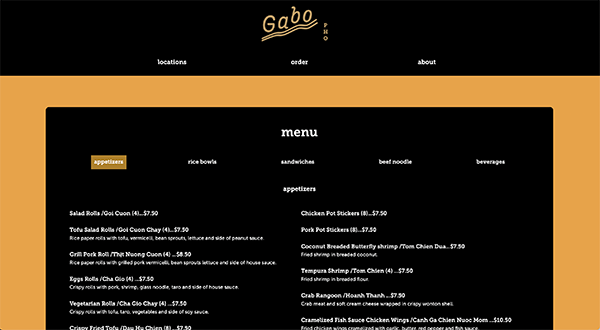 Gabo
PHO
locations
order
about
menu
appetizers
rice bowls
sandwiches
beef noodle
beverages
appetizers
Salad Rolls /Goi Cuon (4)...$7.50
Tofu Salad Rolls /Goi Cuon Chay (4)...$7.50
Rice paper rolls with tofu, vermicelli, bean sprouts, lettuce and side of peanut sauce.
Grill Pork Roll /Thit Nuong Cuon (4) ...$8.50
Rice paper rolls with grilled pork vermicelli, bean sprouts lettuce and side of house sauce.
Eggs Rolls /Cha Gio (4) ...$7.50
Crispy rolls with pork, shrimp, glass noodle, taro and side of house sauce.
Vegetarian Rolls /Cha Gio Chay (4) ...$7.50
Crispy rolls with tofu, taro, vegetables and side of soy sauce.
Crispy Fried Tofu /Dau Hu Chien (8) ...$7.50
Chicken Pot Stickers (8)...$7.50
Pork Pot Stickers (8)...$7.50
Coconut Breaded Butterfly shrimp /Tom Chien Dua...$7.50
Fried shrimp in breaded coconut.
Tempura Shrimp /Tom Chien (4) ...$7.50
Fried shrimp in breaded flour.
Crab Rangoon /Hoanh Thanh ...$7.50
Crab meat and soft cream cheese wrapped in crispy wonton shell.
Cramelized Fish Sauce Chicken Wings /Canh Ga Chien Nuoc Mam ...$10.50
Fried chicken wings cramelized with garlic, butter, red pepper and fish sauce.